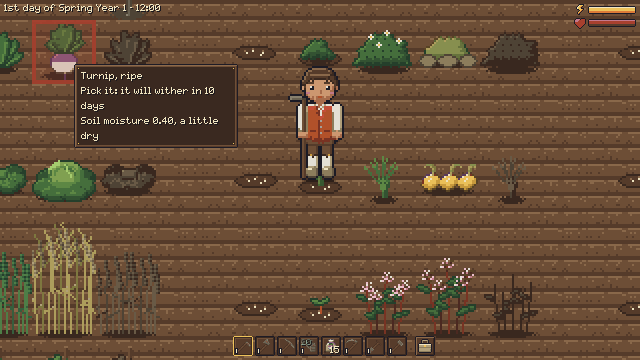 1st day of Spring Year 1 - 12:00
Turnip, ripe
Pick it: it will wither in 10
days
Soil moisture 0.40, a little
dry
15